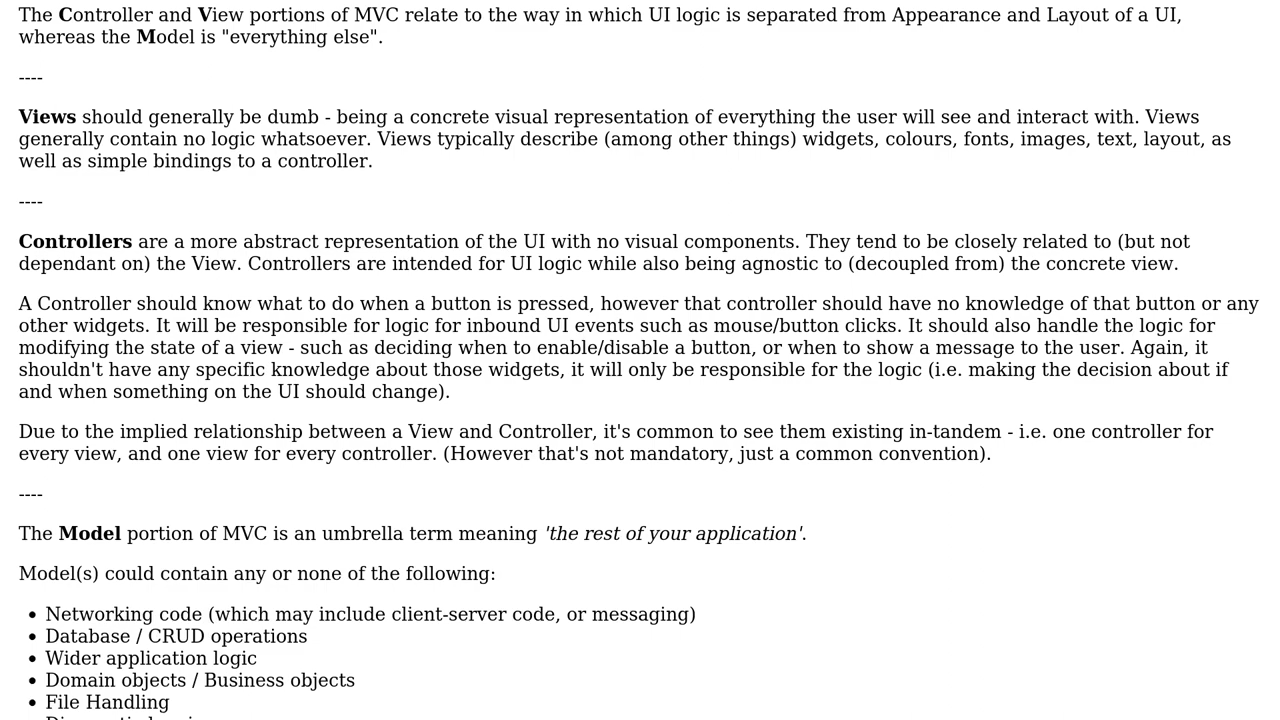 The Controller and View portions of MVC relate to the way in which UI logic is separated from Appearance and Layout of a UI,
whereas the Model is "everything else".
----
Views should generally be dumb - being a concrete visual representation of everything the user will see and interact with. Views
generally contain no logic whatsoever. Views typically describe (among other things) widgets, colours, fonts, images, text, layout, as
well as simple bindings to a controller.
----
Controllers are a more abstract representation of the UI with no visual components. They tend to be closely related to (but not
dependant on) the View. Controllers are intended for UI logic while also being agnostic to (decoupled from) the concrete view.
A Controller should know what to do when a button is pressed, however that controller should have no knowledge of that button or any
other widgets. It will be responsible for logic for inbound UI events such as mouse/button clicks. It should also handle the logic for
modifying the state of a view - such as deciding when to enable/disable a button, or when to show a message to the user. Again, it
shouldn't have any specific knowledge about those widgets, it will only be responsible for the logic (i.e. making the decision about if
and when something on the UI should change).
Due to the implied relationship between a View and Controller, it's common to see them existing in-tandem - i.e. one controller for
every view, and one view for every controller. (However that's not mandatory, just a common convention).
----
The Model portion of MVC is an umbrella term meaning 'the rest of your application'.
Model(s) could contain any or none of the following:
• Networking code (which may include client-server code, or messaging)
• Database / CRUD operations
• Wider application logic
• Domain objects / Business objects
• File Handling